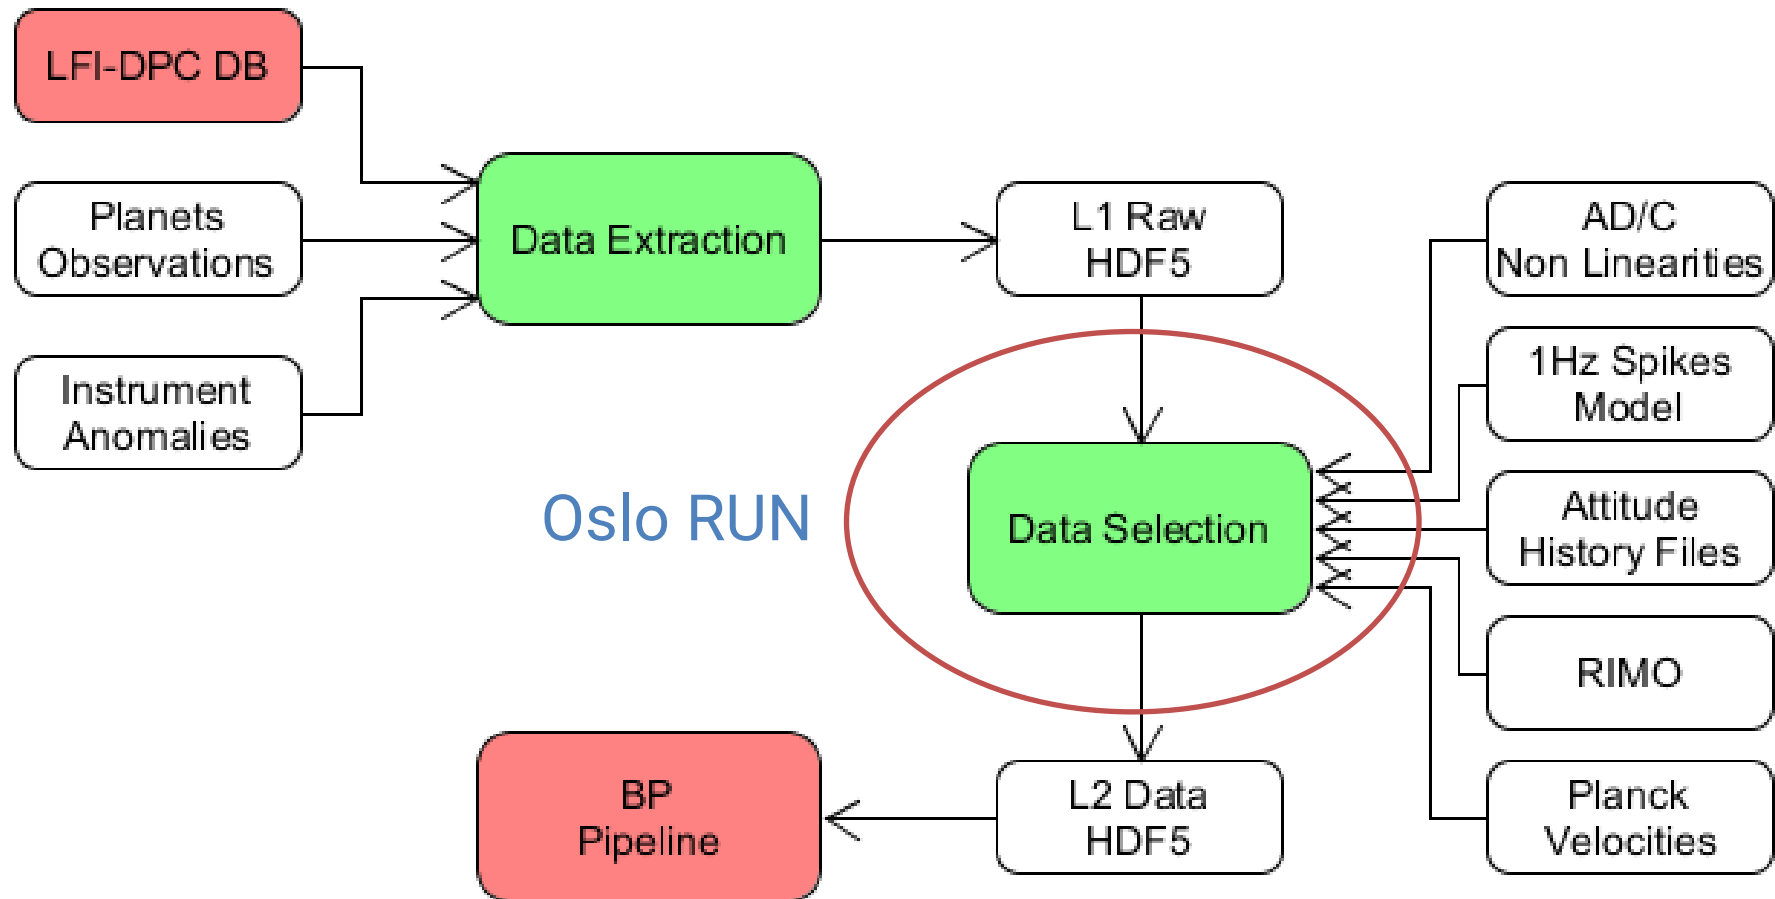 LFI-DPC DB
Planets
Observations
Instrument
Anomalies
Data Extraction
L1 Raw
HDF5
AD/C
Non Linearities
1Hz Spikes
Model
Attitude
History Files
RIMO
Planck
Velocities
Oslo RUN
Data Selection
L2 Data
HDF5
BP
Pipeline